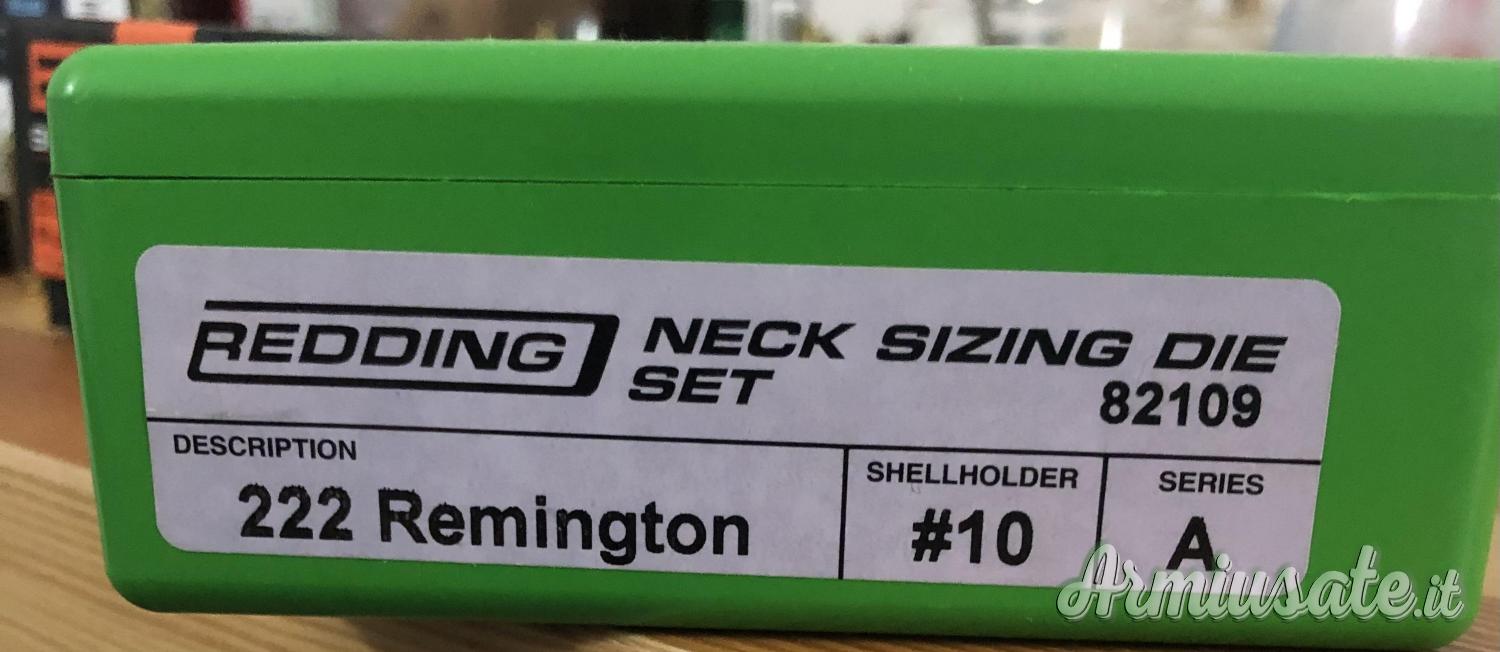 REDDING NECK SIZING DIE
SET
82109
DESCRIPTION SHELLHOLDER SERIES
222 Remington #10 A
Armiusate.it